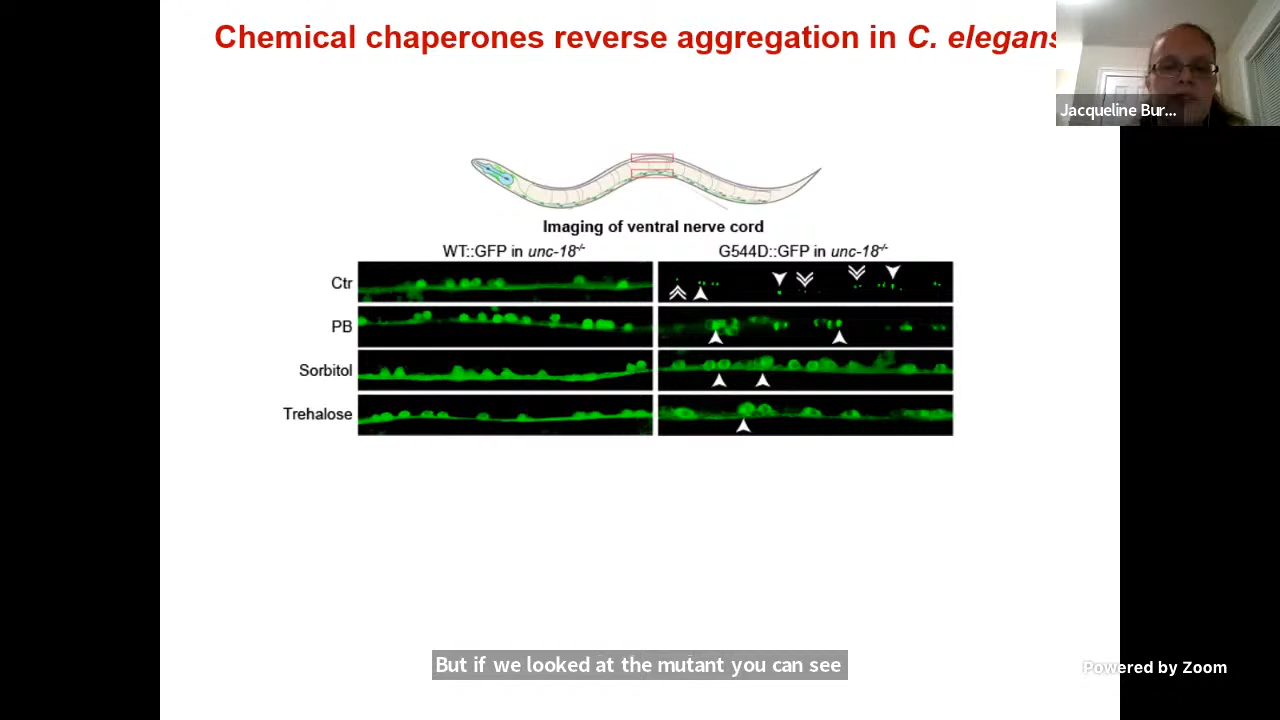 Chemical chaperones reverse aggregation in C. elegans
Jacqueline Bur...
Imaging of ventral nerve cord
WT::GFP in unc-18-/-
G544D::GFP in unc-18-/-
Ctr
PB
Sorbitol
Trehalose
But if we looked at the mutant you can see
Powered by Zoom